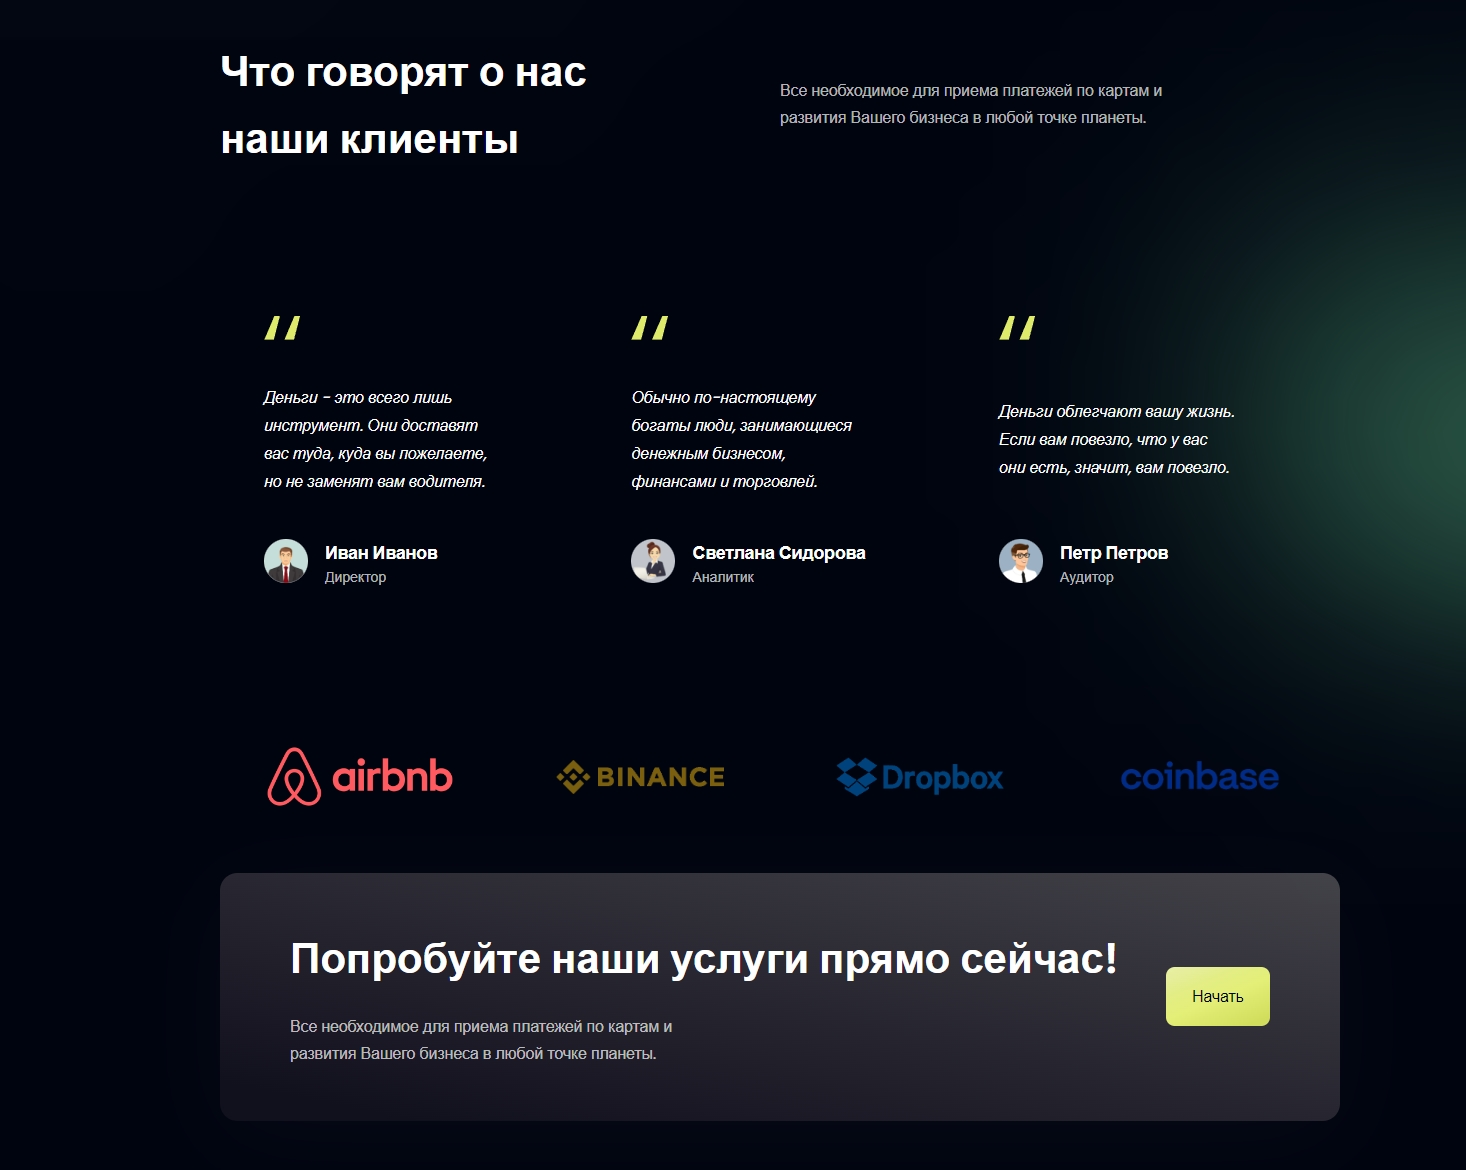 Что говорят о нас
наши клиенты
Все необходимое для приема платежей по картам и
развития Вашего бизнеса в любой точке планеты.
Деньги - это всего лишь
инструмент. Они доставят
вас туда, куда вы пожелаете,
но не заменят вам водителя.
Иван Иванов
Директор
Обычно по-настоящему
богаты люди, занимающиеся
денежным бизнесом,
финансами и торговлей.
Светлана Сидорова
Аналитик
Деньги облегчают вашу жизнь.
Если вам повезло, что у вас
они есть, значит, вам повезло.
Петр Петров
Аудитор
airbnb
BINANCE
Dropbox
coinbase
Попробуйте наши услуги прямо сейчас!
Все необходимое для приема платежей по картам и
развития Вашего бизнеса в любой точке планеты.
Начать